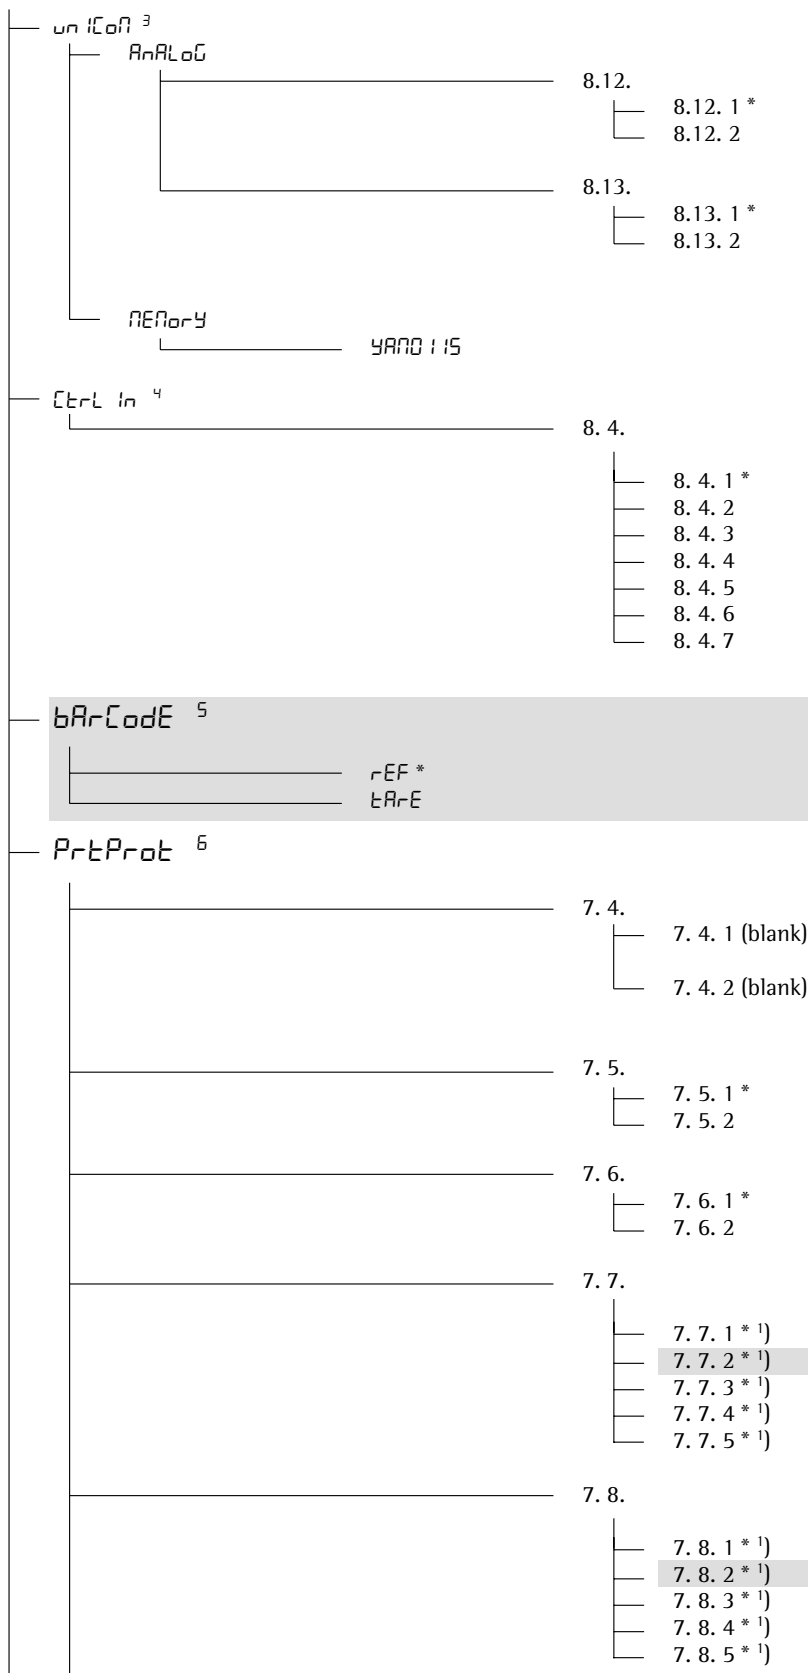 unICoM 3
AnALoG
8.12.
8.12. 1 *
8.12. 2
8.13.
8.13. 1 *
8.13. 2
MEMorY
YAM01IS
CtrL In 4
8. 4.
8. 4. 1 *
8. 4. 2
8. 4. 3
8. 4. 4
8. 4. 5
8. 4. 6
8. 4. 7
bArCodE 5
rEF *
tArE
PrtProt 6
7. 4.
7. 4. 1 (blank)
7. 4. 2 (blank)
7. 5.
7. 5. 1 *
7. 5. 2
7. 6.
7. 6. 1 *
7. 6. 2
7. 7.
7. 7. 1 * 1)
7. 7. 2 * 1)
7. 7. 3 * 1)
7. 7. 4 * 1)
7. 7. 5 * 1)
7. 8.
7. 8. 1 * 1)
7. 8. 2 * 1)
7. 8. 3 * 1)
7. 8. 4 * 1)
7. 8. 5 * 1)